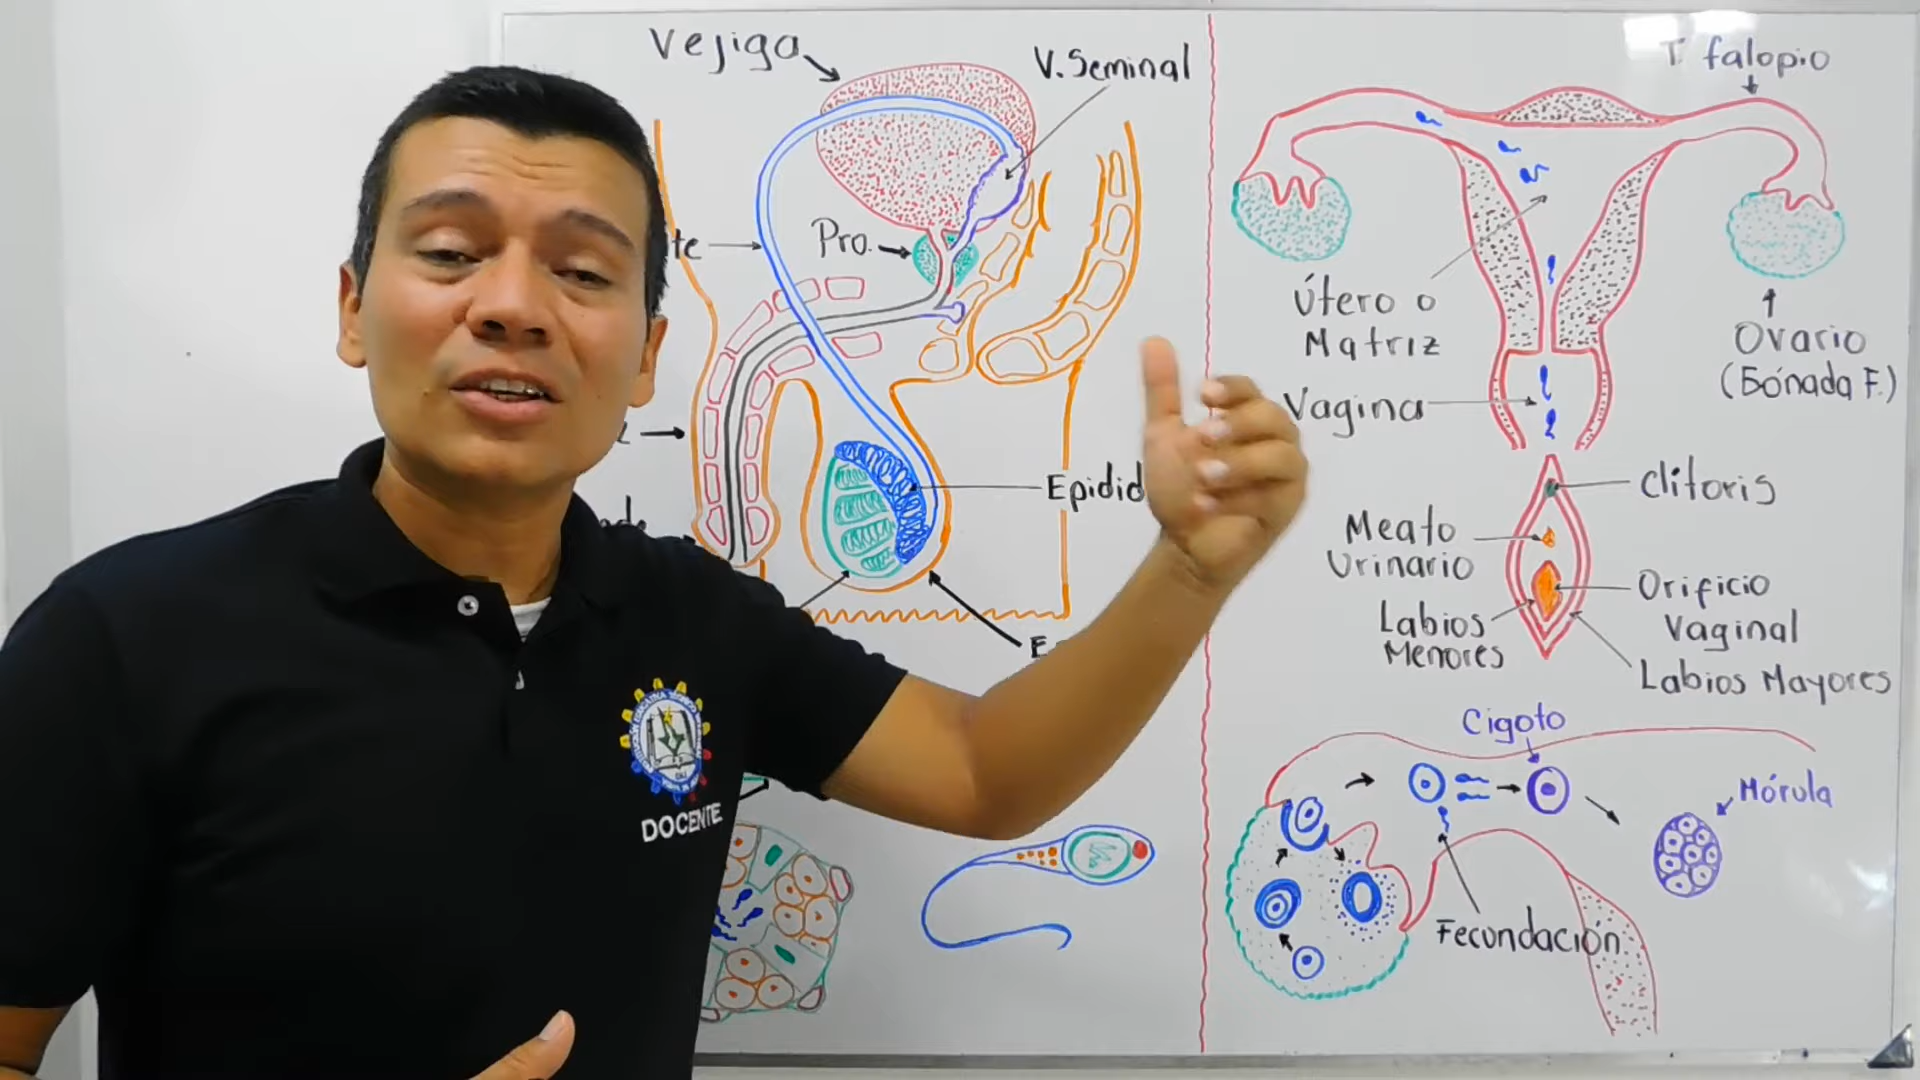 Vejiga
V. Seminal
te
Pro.
Epidid
E
DOCENTE
T. falopio
Útero o
Matriz
Ovario
(Gónada F.)
Vagina
Clitoris
Meato
Urinario
Orificio
Vaginal
Labios
Menores
Labios Mayores
Cigoto
Mórula
Fecundación